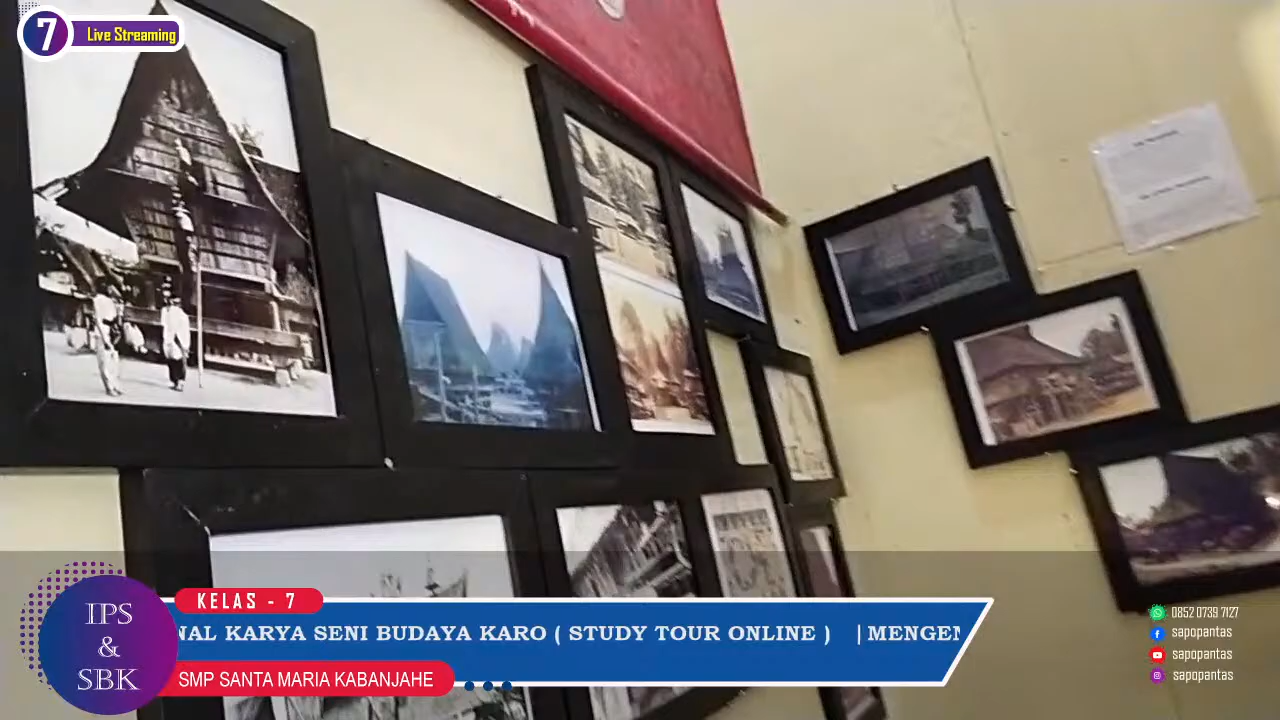 7
Live Streaming
KELAS - 7
IPS
&
SBK
NAL KARYA SENI BUDAYA KARO ( STUDY TOUR ONLINE )   | MENGEN
SMP SANTA MARIA KABANJAHE
0852 0739 7127
sapopantas
sapopantas
sapopantas